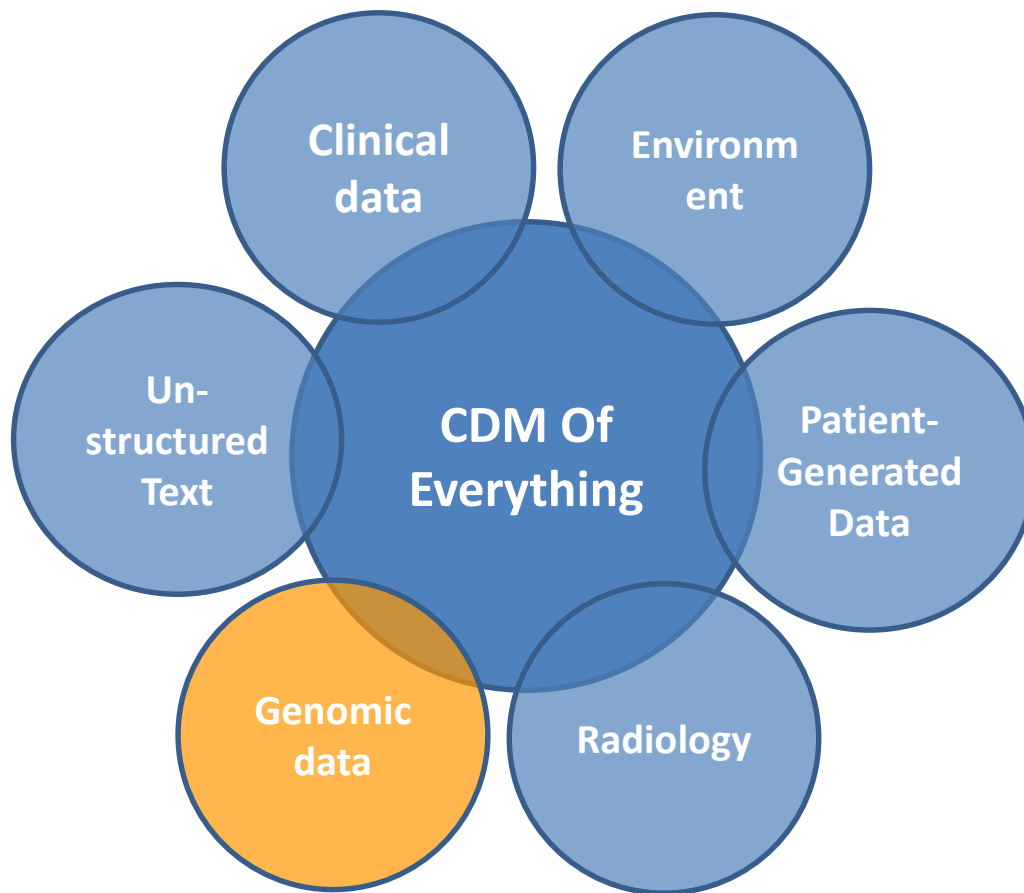 Clinical
data
Environm
ent
Un-
structured
Text
CDM Of
Everything
Patient-
Generated
Data
Genomic
data
Radiology